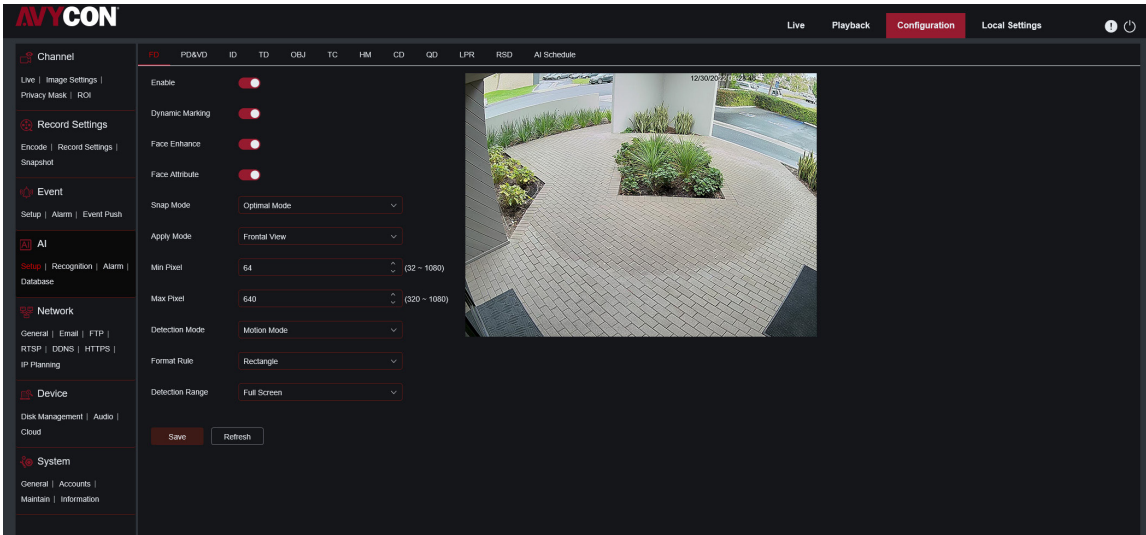 AVYCON
Live Playback Configuration Local Settings
Channel
Live | Image Settings |
Privacy Mask | ROI
Record Settings
Encode | Record Settings |
Snapshot
Event
Setup | Alarm | Event Push
AI AI
Setup | Recognition | Alarm |
Database
Network
General | Email | FTP |
RTSP | DDNS | HTTPS |
IP Planning
Device
Disk Management | Audio |
Cloud
System
General | Accounts |
Maintain | Information
FD PD&VD ID TD OBJ TC HM CD QD LPR RSD AI Schedule
Enable
Dynamic Marking
Face Enhance
Face Attribute
Snap Mode Optimal Mode
Apply Mode Frontal View
Min Pixel 64 (32 ~ 1080)
Max Pixel 640 (320 ~ 1080)
Detection Mode Motion Mode
Format Rule Rectangle
Detection Range Full Screen
Save Refresh